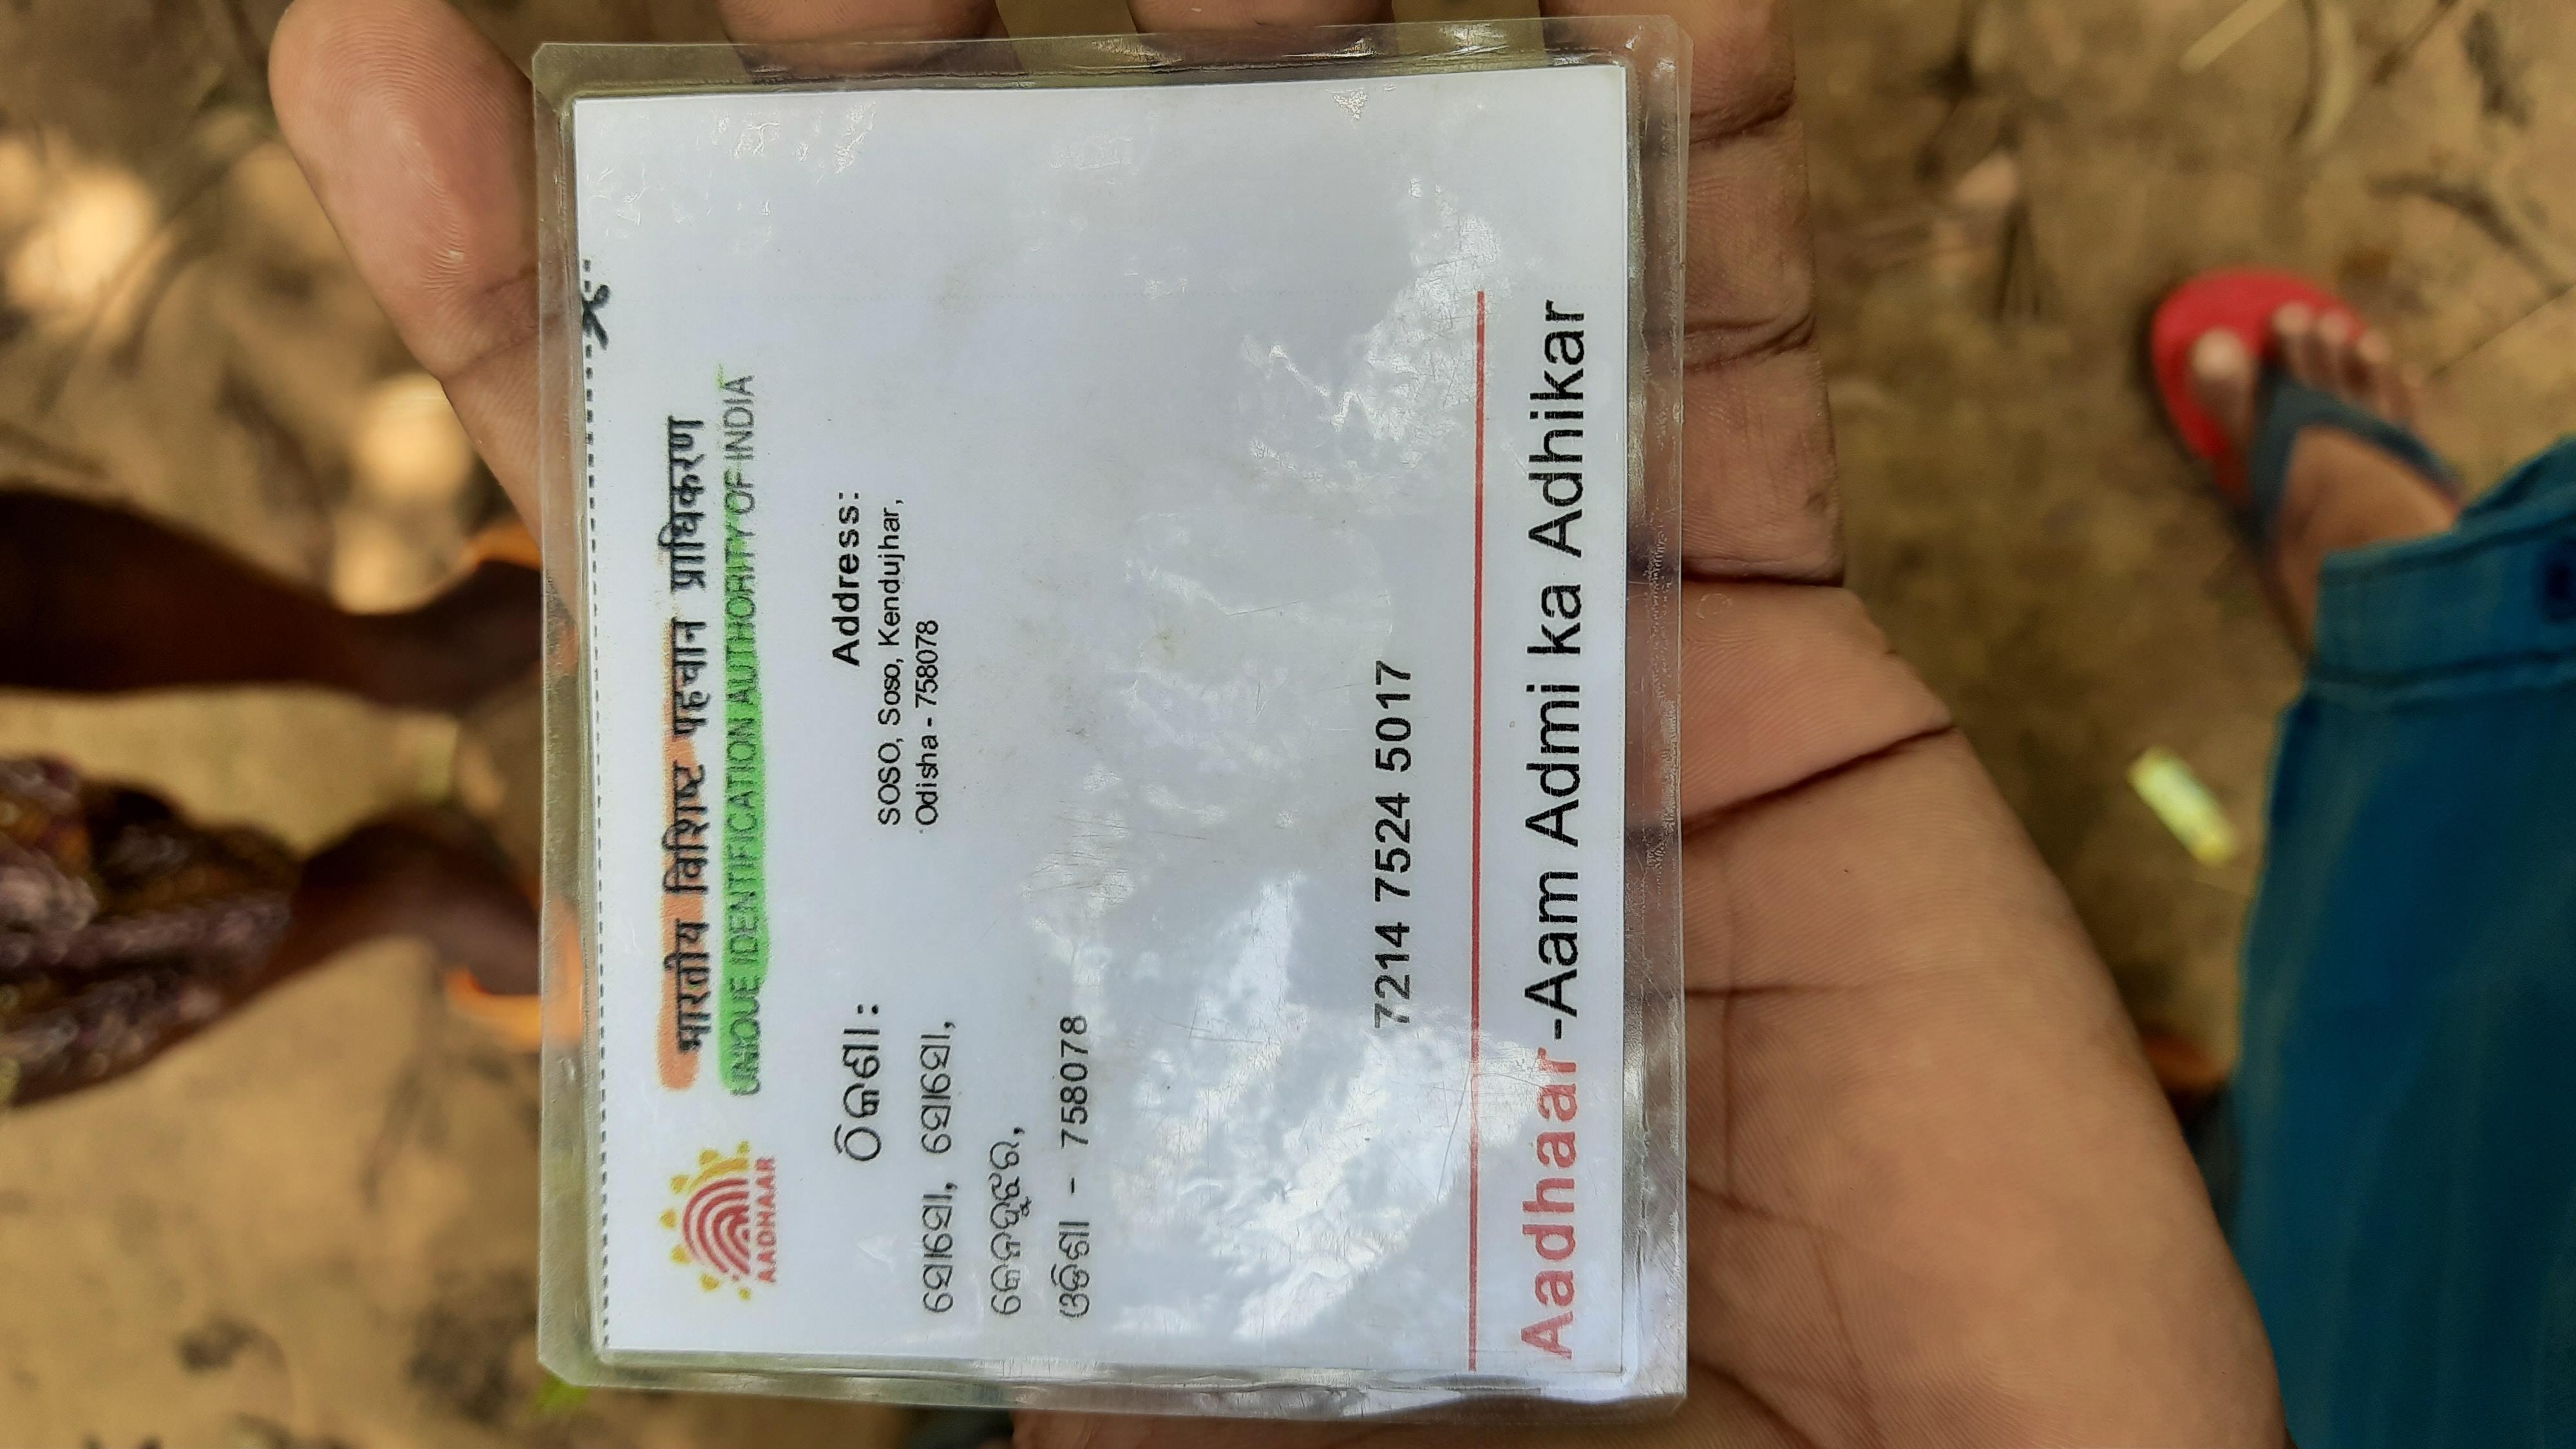 भारतीय विशिष्ट पहचान प्राधिकरण
UNIQUE IDENTIFICATION AUTHORITY OF INDIA
AADHAAR
ଠିକଣା:
ସୋସୋ, ସୋସୋ,
କେନଦୁଝର,
ଓଡିଶା - 758078
Address:
SOSO, Soso, Kendujhar,
Odisha - 758078
7214 7524 5017
Aadhaar-Aam Admi ka Adhikar